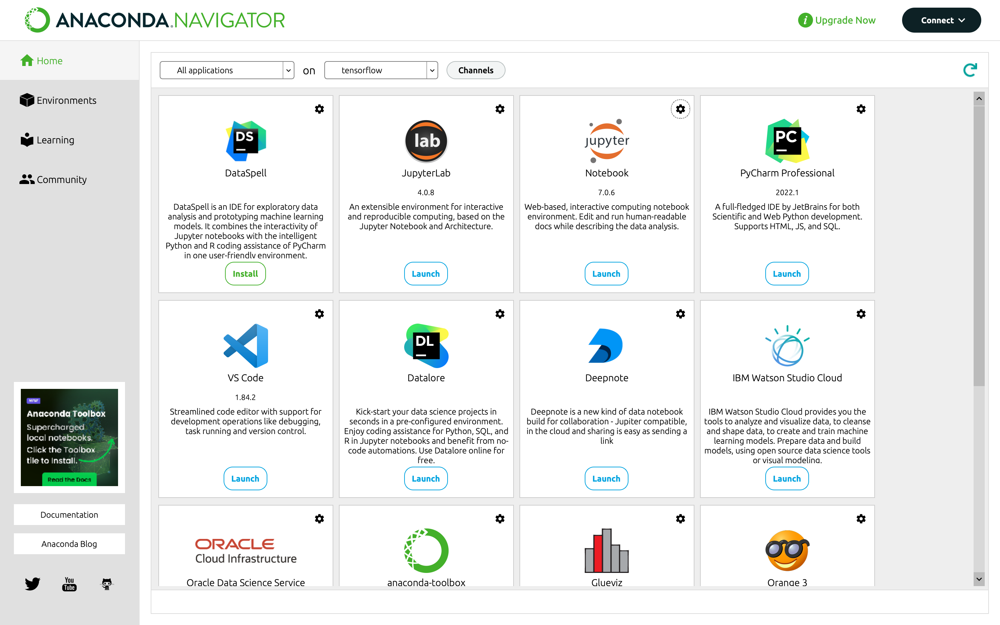 ANACONDA.NAVIGATOR
Upgrade Now
Connect
Home
Environments
Learning
Community
All applications
on
tensorflow
Channels
DS
DataSpell
DataSpell is an IDE for exploratory data
analysis and prototyping machine learning
models. It combines the interactivity of
Jupyter notebooks with the intelligent
Python and R coding assistance of PyCharm
in one user-friendly environment.
Install
lab
JupyterLab
4.0.8
An extensible environment for interactive
and reproducible computing, based on the
Jupyter Notebook and Architecture.
Launch
jupyter
Notebook
7.0.6
Web-based, interactive computing notebook
environment. Edit and run human-readable
docs while describing the data analysis.
Launch
PC
PyCharm Professional
2022.1
A full-fledged IDE by JetBrains for both
Scientific and Web Python development.
Supports HTML, JS, and SQL.
Launch
VS Code
1.84.2
Streamlined code editor with support for
development operations like debugging,
task running and version control.
Launch
DL
Datalore
Kick-start your data science projects in
seconds in a pre-configured environment.
Enjoy coding assistance for Python, SQL, and
R in Jupyter notebooks and benefit from no-
code automations. Use Datalore online for
free.
Launch
Deepnote
Deepnote is a new kind of data notebook
build for collaboration - Jupiter compatible,
in the cloud and sharing is easy as sending a
link
Launch
IBM Watson Studio Cloud
IBM Watson Studio Cloud provides you the
tools to analyze and visualize data, to cleanse
and shape data, to create and train machine
learning models. Prepare data and build
models, using open source data science tools
or visual modeling.
Launch
ORACLE
Cloud Infrastructure
Oracle Data Science Service
anaconda-toolbox
Glueviz
Orange 3
NEW
Anaconda Toolbox
Supercharged
local notebooks.
Click the Toolbox
tile to Install.
Read the Docs
Documentation
Anaconda Blog
You
Tube